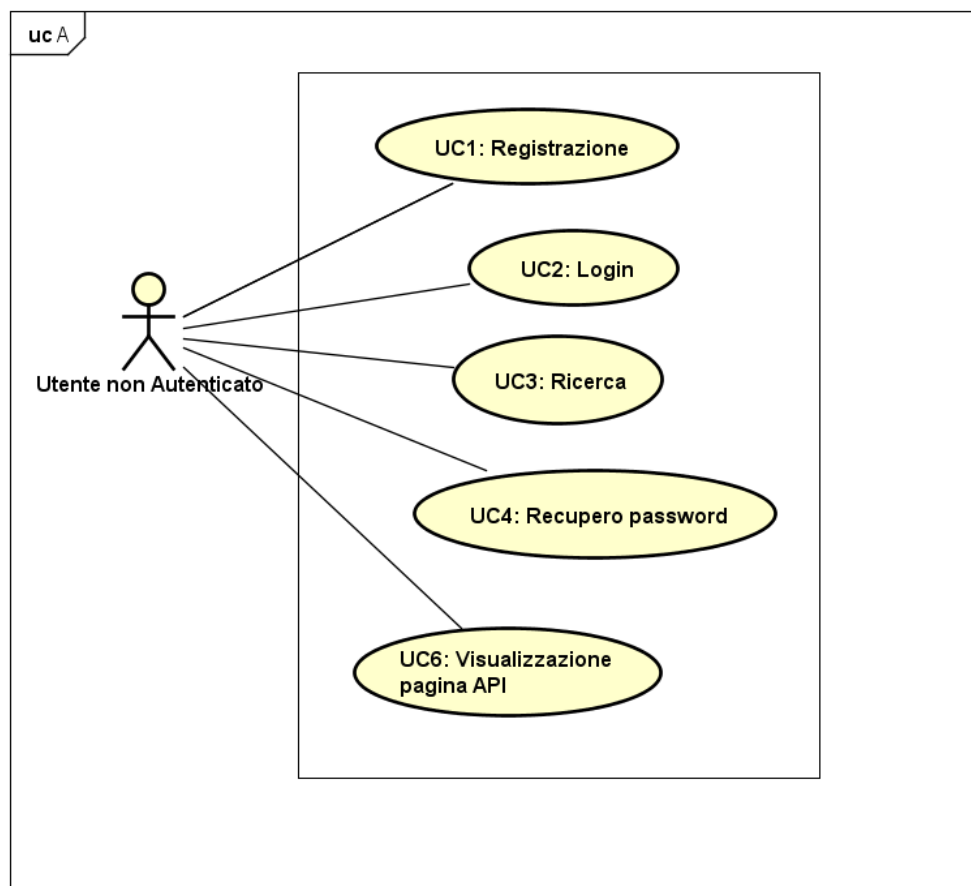 uc A
UC1: Registrazione
UC2: Login
UC3: Ricerca
Utente non Autenticato
UC4: Recupero password
UC6: Visualizzazione
pagina API